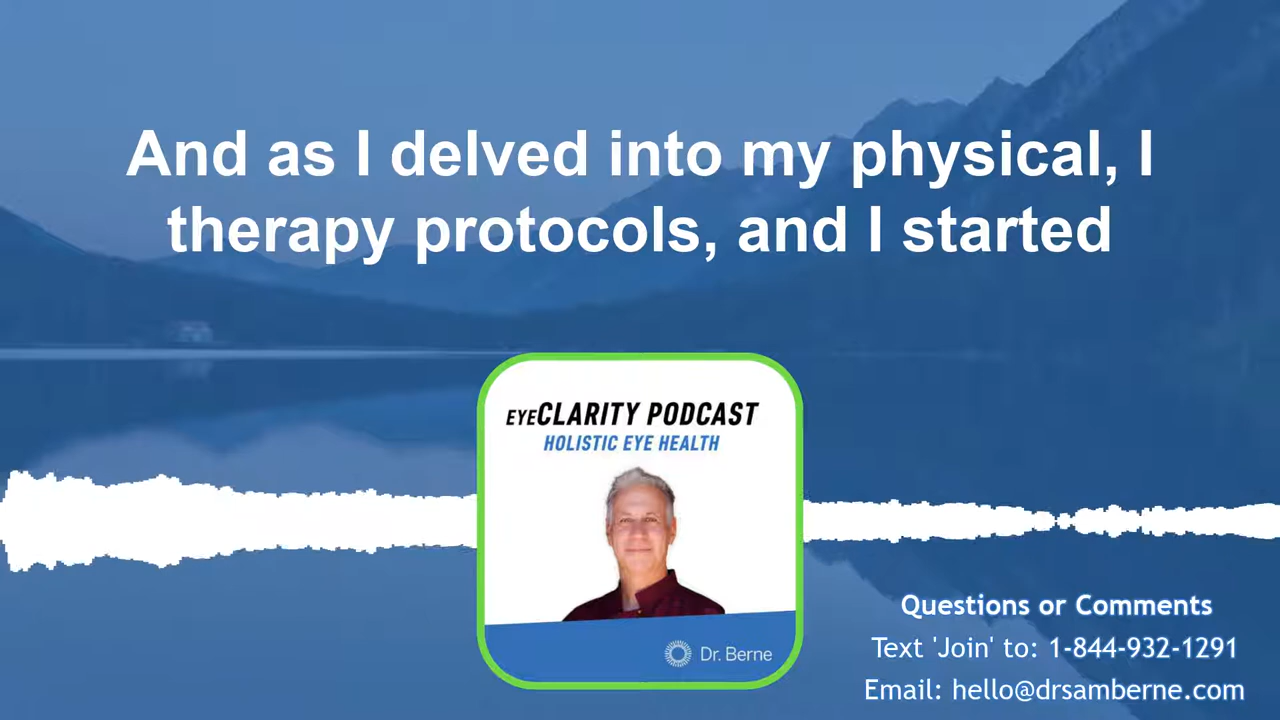 And as I delved into my physical, I
therapy protocols, and I started
EYECLARITY PODCAST
HOLISTIC EYE HEALTH
Dr. Berne
Questions or Comments
Text 'Join' to: 1-844-932-1291
Email: hello@drsamberne.com